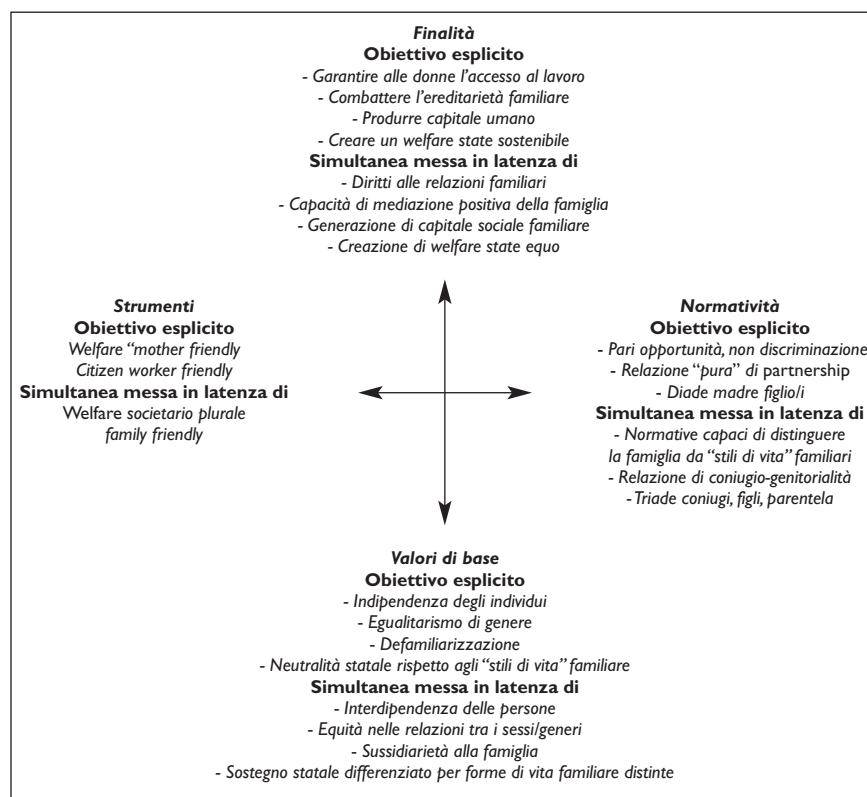 Finalità
Obiettivo esplicito
- Garantire alle donne l'accesso al lavoro
- Combattere l'ereditarietà familiare
- Produrre capitale umano
- Creare un welfare state sostenibile
Simultanea messa in latenza di
- Diritti alle relazioni familiari
- Capacità di mediazione positiva della famiglia
- Generazione di capitale sociale familiare
- Creazione di welfare state equo
Strumenti
Obiettivo esplicito
Welfare “mother friendly
Citizen worker friendly
Simultanea messa in latenza di
Welfare societario plurale
family friendly
Normatività
Obiettivo esplicito
- Pari opportunità, non discriminazione
- Relazione “pura” di partnership
- Diade madre figlio/i
Simultanea messa in latenza di
- Normative capaci di distinguere
la famiglia da “stili di vita” familiari
- Relazione di coniugio-genitorialità
-Triade coniugi, figli, parentela
Valori di base
Obiettivo esplicito
- Indipendenza degli individui
- Egualitarismo di genere
- Defamiliarizzazione
- Neutralità statale rispetto agli “stili di vita” familiare
Simultanea messa in latenza di
- Interdipendenza delle persone
- Equità nelle relazioni tra i sessi/generi
- Sussidiarietà alla famiglia
- Sostegno statale differenziato per forme di vita familiare distinte